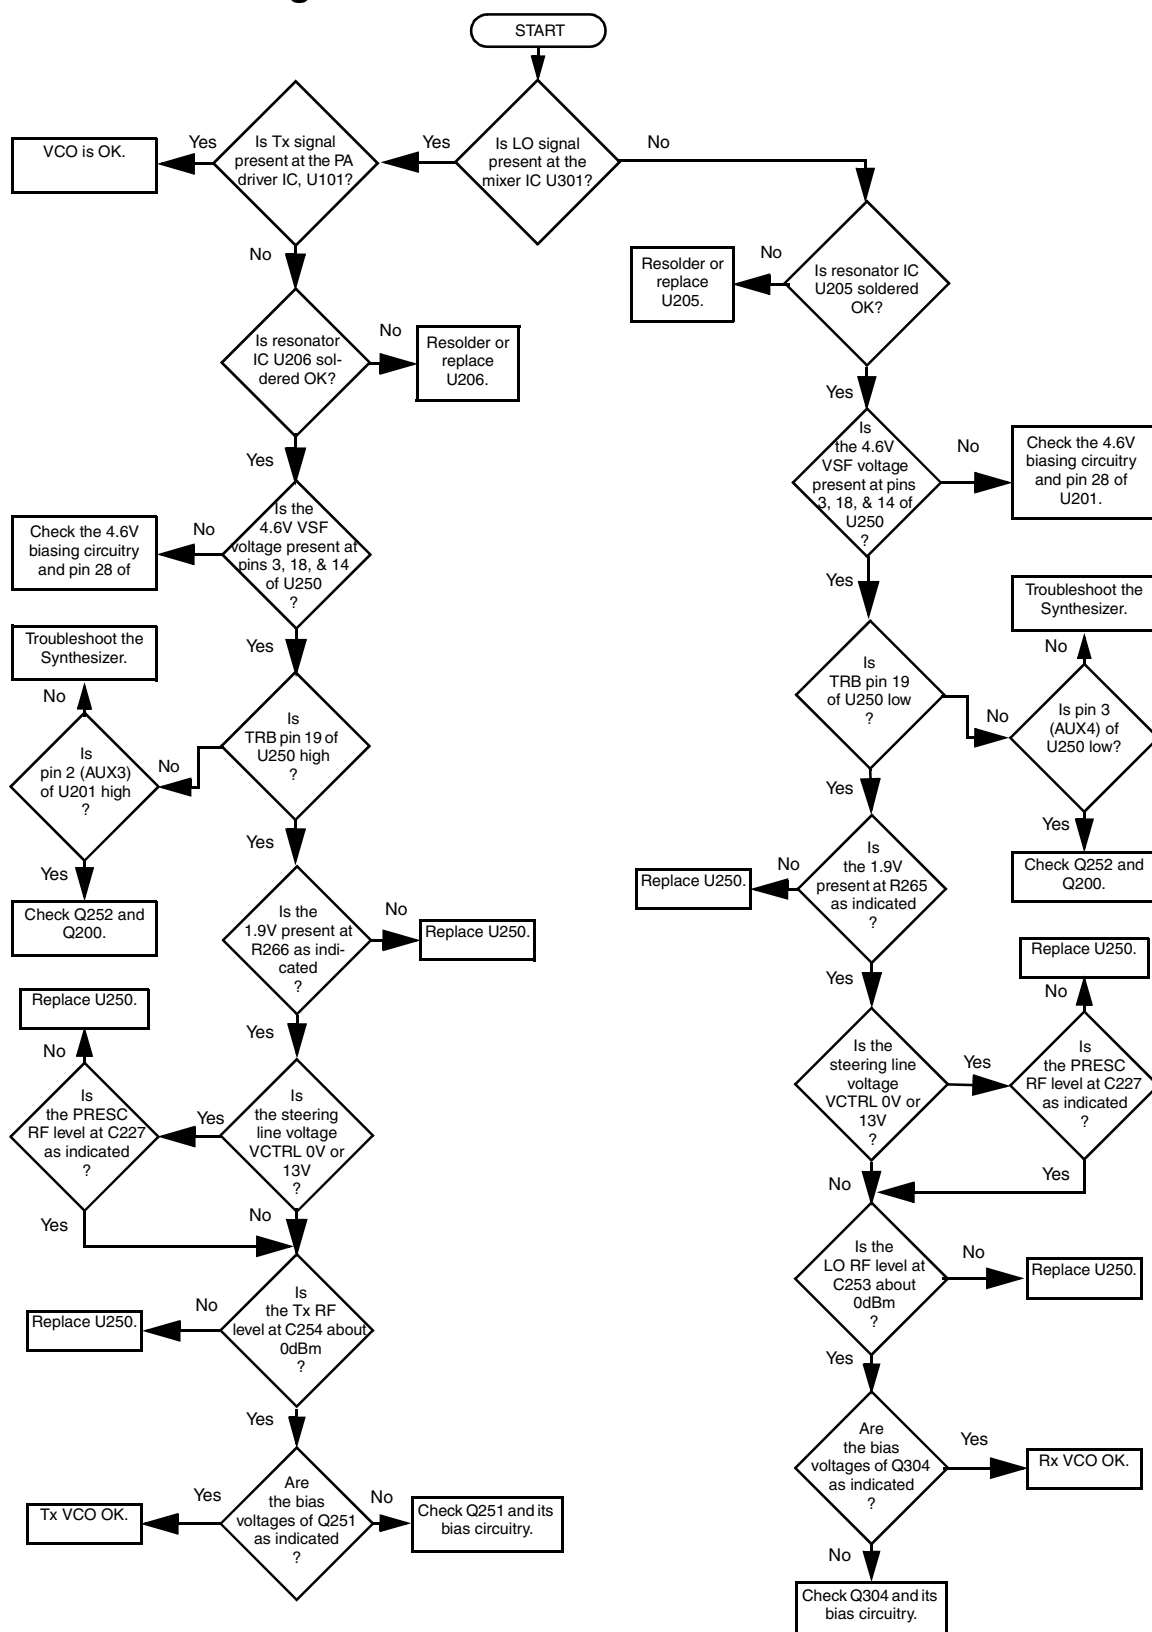 START
Is LO signal
present at the
mixer IC U301?
Yes
No
Is Tx signal
present at the PA
driver IC, U101?
Yes
VCO is OK.
No
Is resonator
IC U206 sol-
dered OK?
No
Resolder or
replace
U206.
Yes
Is the
4.6V VSF
voltage present at
pins 3, 18, & 14
of U250
?
No
Check the 4.6V
biasing circuitry
and pin 28 of
Yes
Is
TRB pin 19 of
U250 high
?
No
Is
pin 2 (AUX3)
of U201 high
?
No
Troubleshoot the
Synthesizer.
Yes
Check Q252 and
Q200.
Yes
Is the
1.9V present at
R266 as indi-
cated
?
No
Replace U250.
Yes
Is
the steering
line voltage
VCTRL 0V or
13V
?
Yes
Is
the PRESC
RF level at C227
as indicated
?
No
Replace U250.
Yes
No
Is
the Tx RF
level at C254 about
0dBm
?
No
Replace U250.
Yes
Are
the bias
voltages of Q251
as indicated
?
Yes
Tx VCO OK.
No
Check Q251 and its
bias circuitry.
Is resonator IC
U205 soldered
OK?
No
Resolder or
replace
U205.
Yes
Is
the 4.6V
VSF voltage
present at pins
3, 18, & 14 of
U250
?
No
Check the 4.6V
biasing circuitry
and pin 28 of
U201.
Yes
Is
TRB pin 19
of U250 low
?
No
Is pin 3
(AUX4) of
U250 low?
No
Troubleshoot the
Synthesizer.
Yes
Check Q252 and
Q200.
Yes
Is
the 1.9V
present at R265
as indicated
?
No
Replace U250.
Yes
Is the
steering line
voltage
VCTRL 0V or
13V
?
Yes
Is
the PRESC
RF level at C227
as indicated
?
No
Replace U250.
Yes
No
Is the
LO RF level at
C253 about
0dBm
?
No
Replace U250.
Yes
Are
the bias
voltages of Q304
as indicated
?
Yes
Rx VCO OK.
No
Check Q304 and its
bias circuitry.